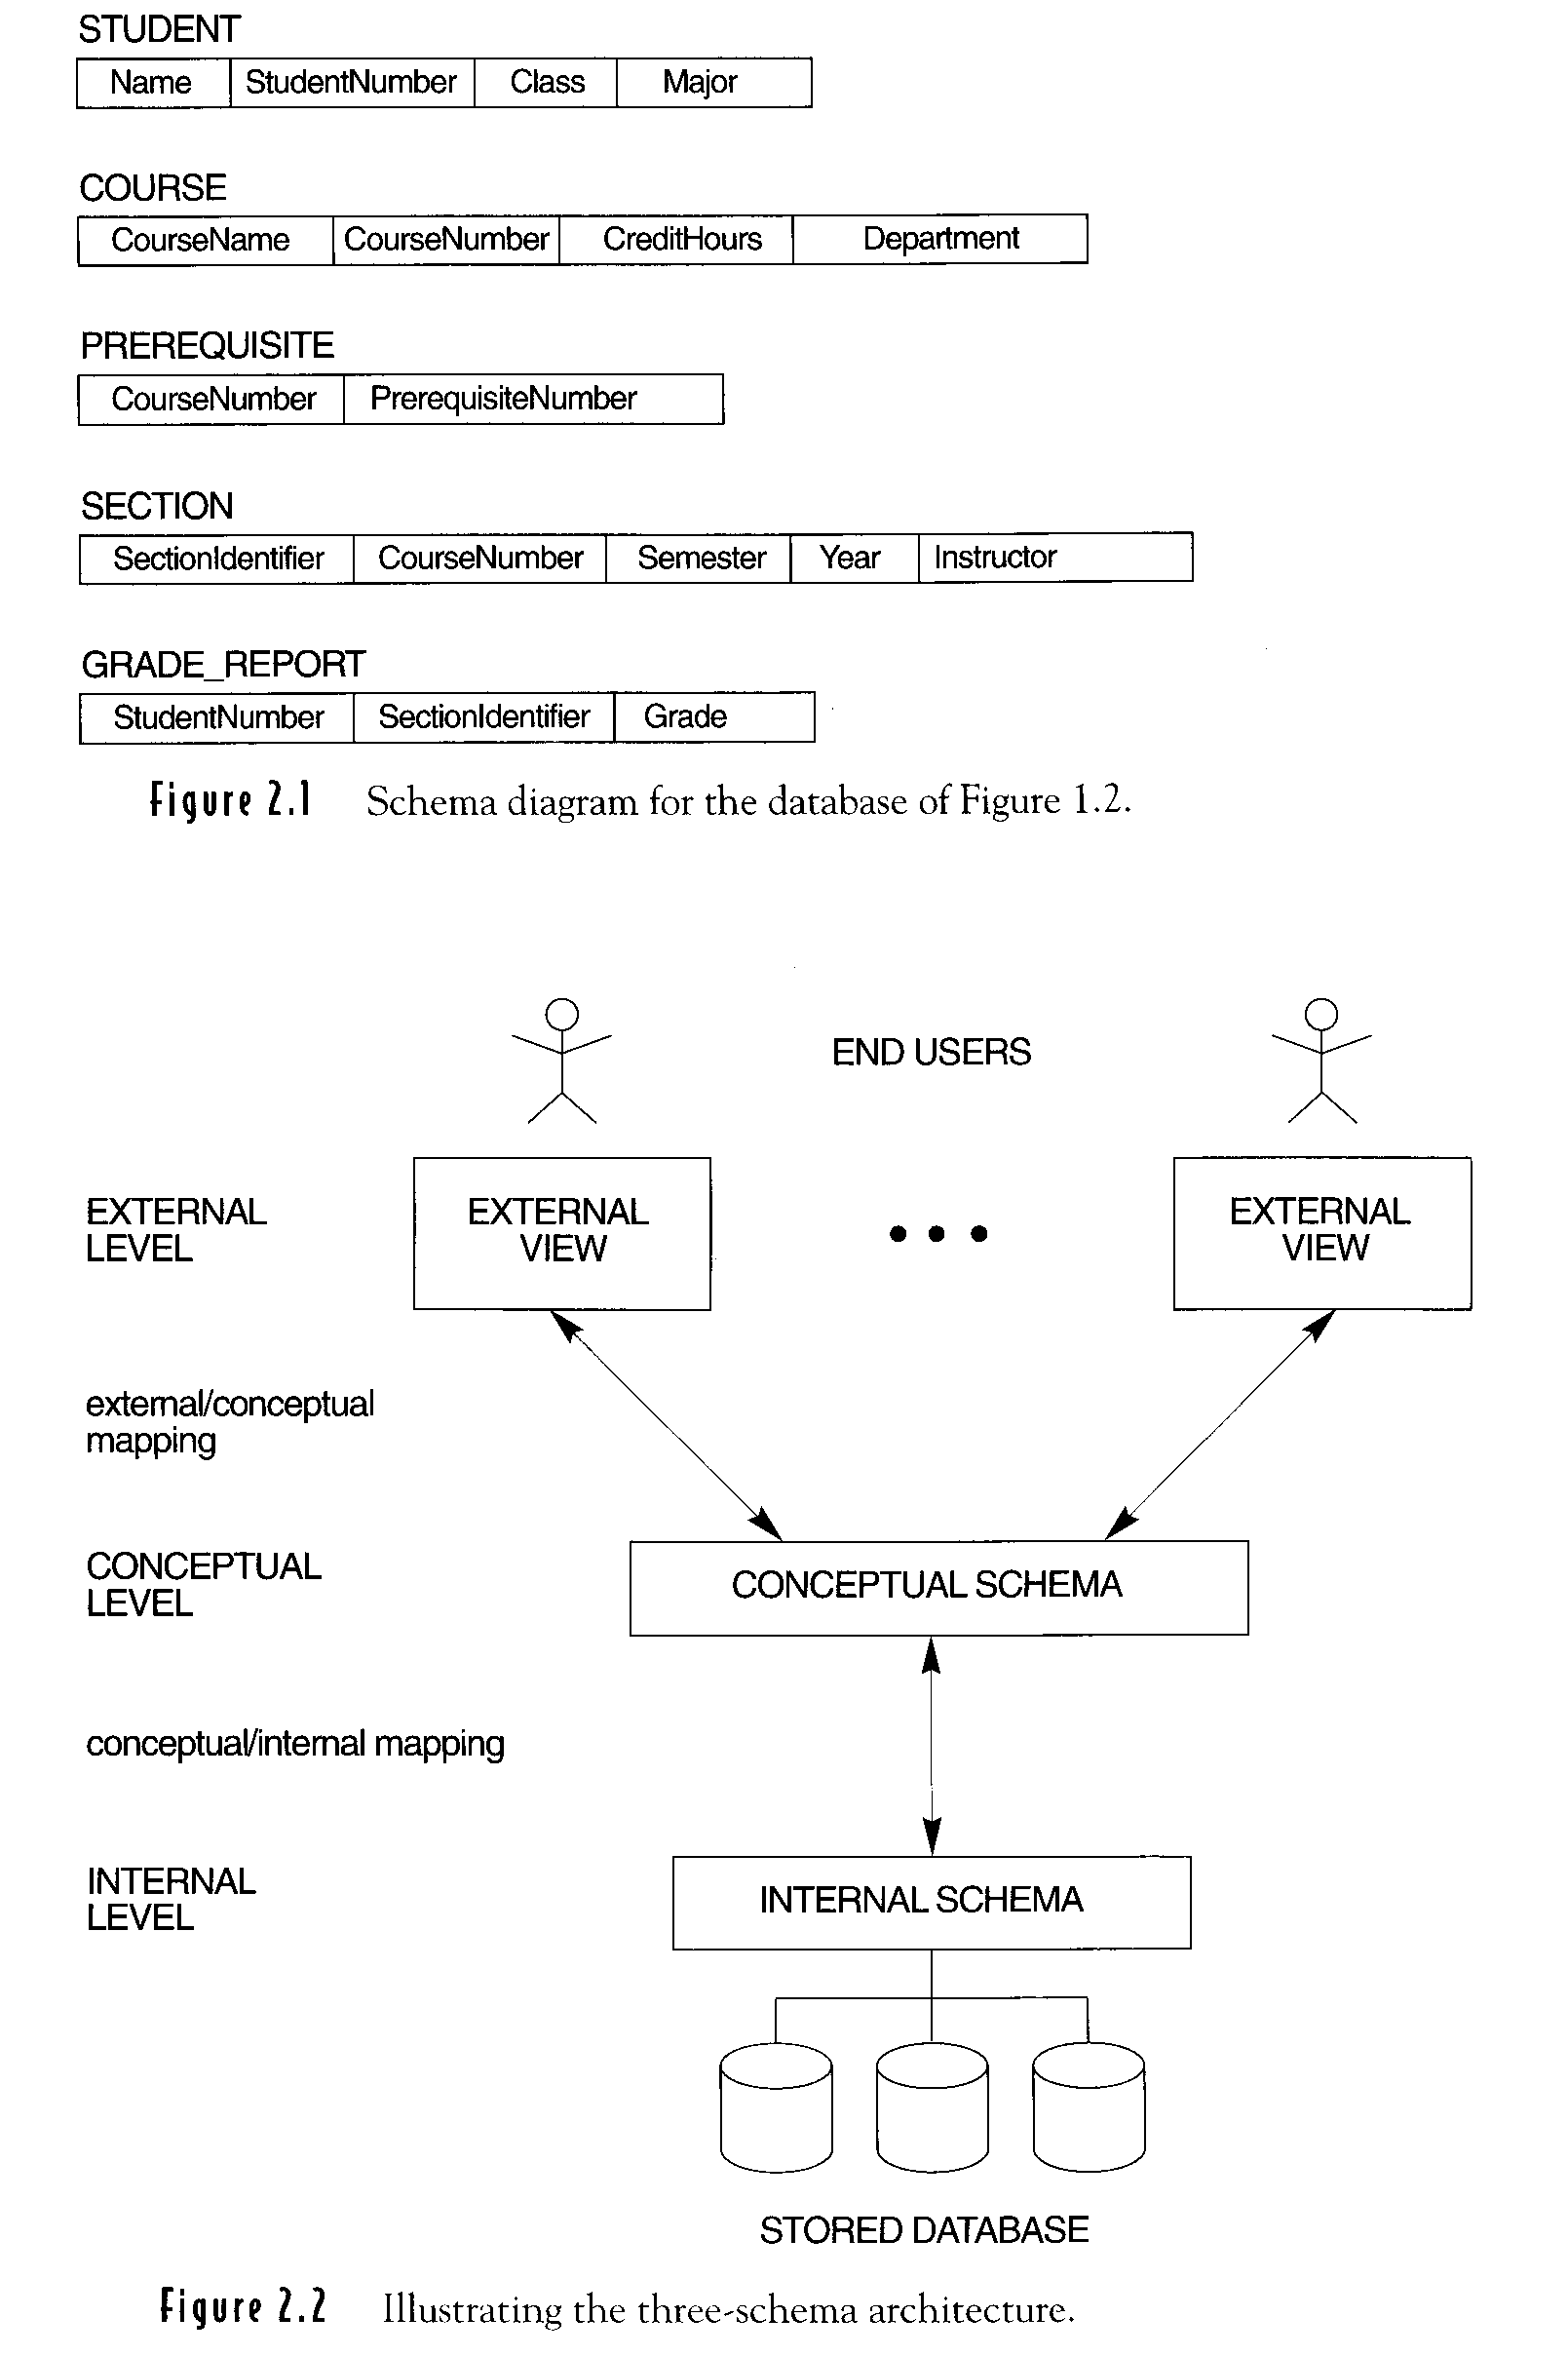 STUDENT
Name StudentNumber Class Major
COURSE
CourseName CourseNumber CreditHours Department
PREREQUISITE
CourseNumber PrerequisiteNumber
SECTION
SectionIdentifier CourseNumber Semester Year Instructor
GRADE_REPORT
StudentNumber SectionIdentifier Grade
Figure 2.1 Schema diagram for the database of Figure 1.2.
END USERS
EXTERNAL
LEVEL
EXTERNAL
VIEW
EXTERNAL
VIEW
external/conceptual
mapping
CONCEPTUAL
LEVEL
CONCEPTUAL SCHEMA
conceptual/internal mapping
INTERNAL
LEVEL
INTERNAL SCHEMA
STORED DATABASE
Figure 2.2 Illustrating the three-schema architecture.